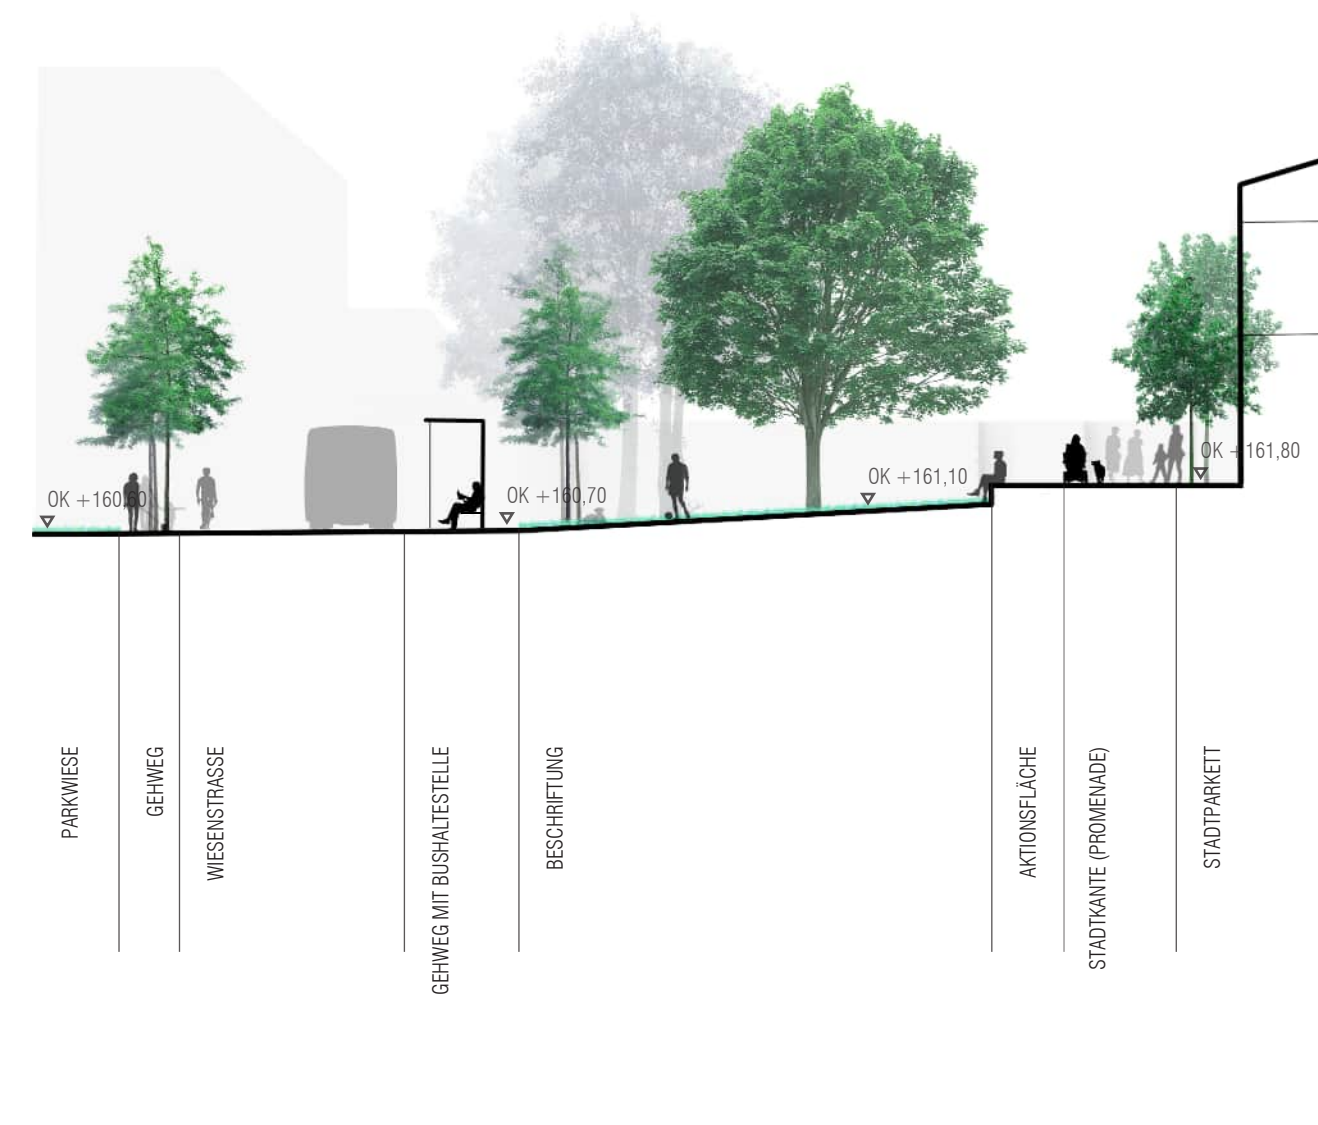 OK +160,60
OK +160,70
OK +161,10
OK +161,80
PARKWIESE
GEHWEG
WIESENSTRASSE
GEHWEG MIT BUSHALTESTELLE
BESCHRIFTUNG
AKTIONSFLÄCHE
STADTKANTE (PROMENADE)
STADTPARKETT